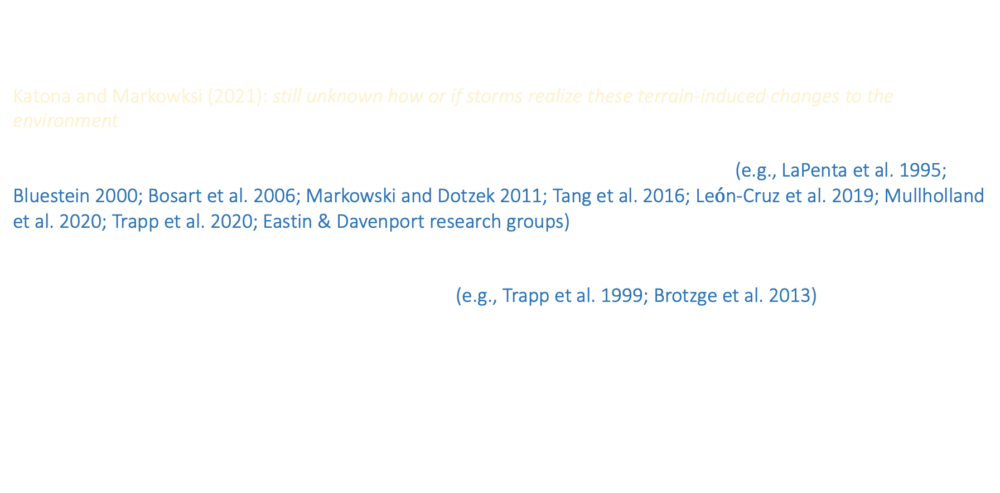 Katona and Markowksi (2021): still unknown how or if storms realize these terrain-induced changes to the
environment
(e.g., LaPenta et al. 1995;
Bluestein 2000; Bosart et al. 2006; Markowski and Dotzek 2011; Tang et al. 2016; León-Cruz et al. 2019; Mullholland
et al. 2020; Trapp et al. 2020; Eastin & Davenport research groups)
(e.g., Trapp et al. 1999; Brotzge et al. 2013)